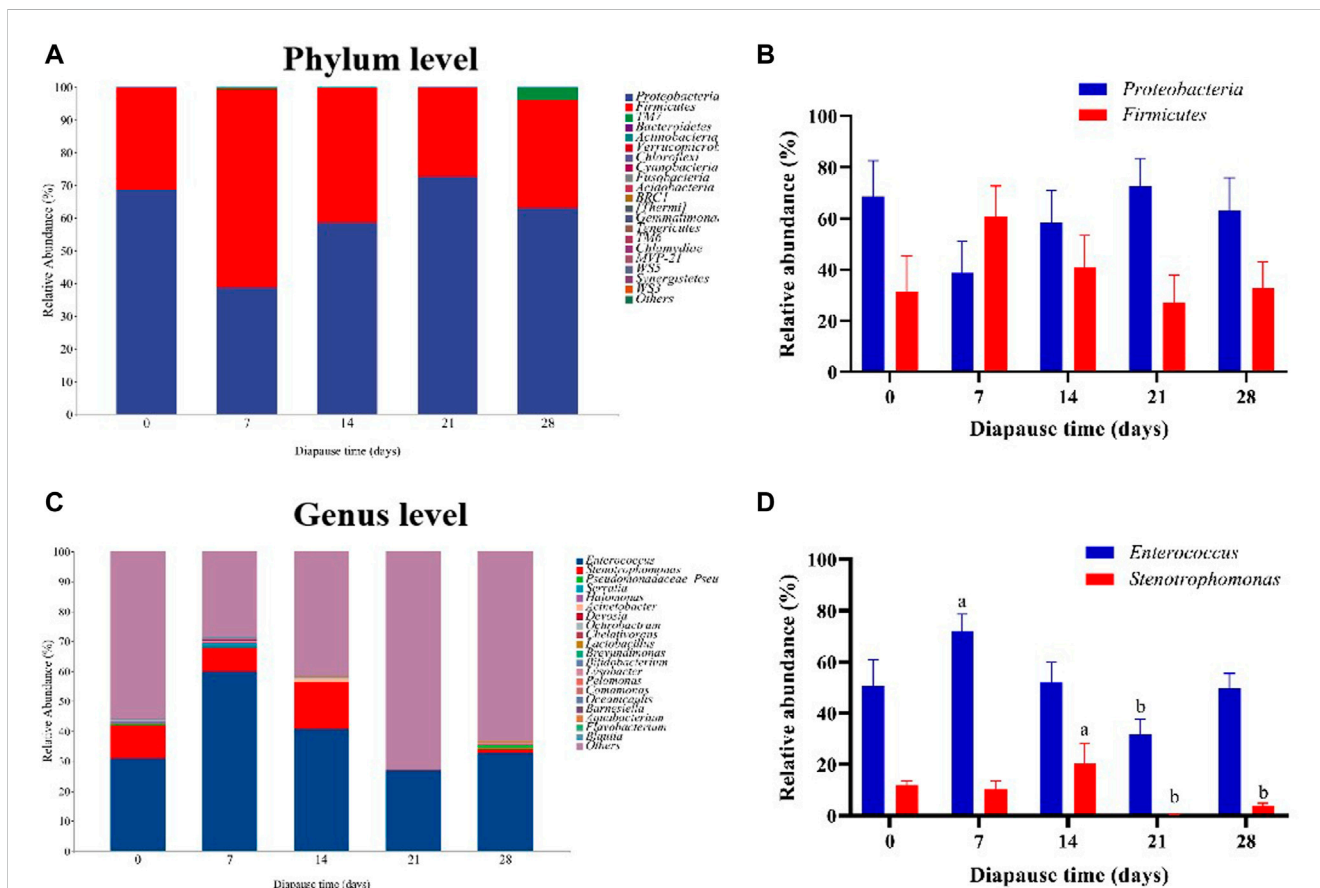 A
Phylum level
100
90
80
70
60
50
40
30
20
10
0
Relative Abundance (%)
0 7 14 21 28
Diapause time (days)
Proteobacteria
Firmicutes
TM7
Bacteroidetes
Actinobacteria
Verrucomicrob
Chloroflexi
Cyanobacteria
Fusobacteria
Acidobacteria
BRC1
[Thermi]
Gemmatimona
Tenericutes
TM6
Chlamydiae
MVP-21
WS5
Synergistetes
WS3
Others
B
Proteobacteria
Firmicutes
100
80
60
40
20
0
Relative abundance (%)
0 7 14 21 28
Diapause time (days)
C
Genus level
100
90
80
70
60
50
40
30
20
10
0
Relative Abundance (%)
0 7 14 21 28
Diapause time (days)
Enterococcus
Stenotrophomonas
Pseudomonadaceae_Pseu
Serratia
Halomonas
Acinetobacter
Devosia
Ochrobactrum
Chelativorans
Lactobacillus
Brevundimonas
Bifidobacterium
Lysobacter
Pelomonas
Comamonas
Oceanicaulis
Barnesiella
Aquabacterium
Flavobacterium
Blautia
Others
D
Enterococcus
Stenotrophomonas
100
80
60
40
20
0
Relative abundance (%)
a
a
b
b
b
0 7 14 21 28
Diapause time (days)